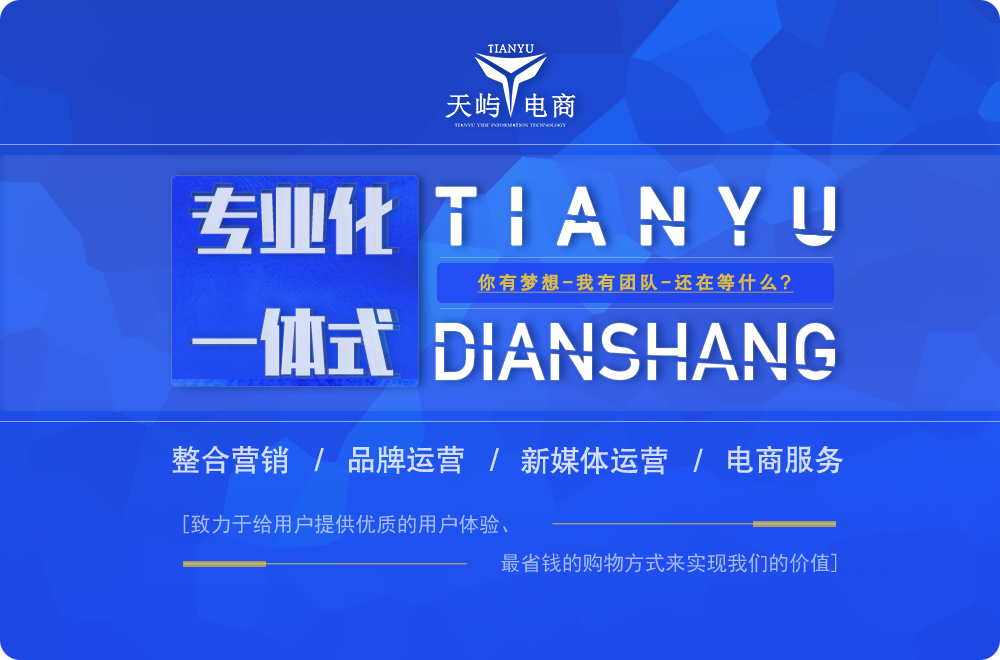 TIANYU
天屿电商
TIANYU YIDE INFORMATION TECHNOLOGY
专业化
一体式
TIANYU
你有梦想-我有团队-还在等什么?
DIANSHANG
整合营销 / 品牌运营 / 新媒体运营 / 电商服务
[致力于给用户提供优质的用户体验、
最省钱的购物方式来实现我们的价值]